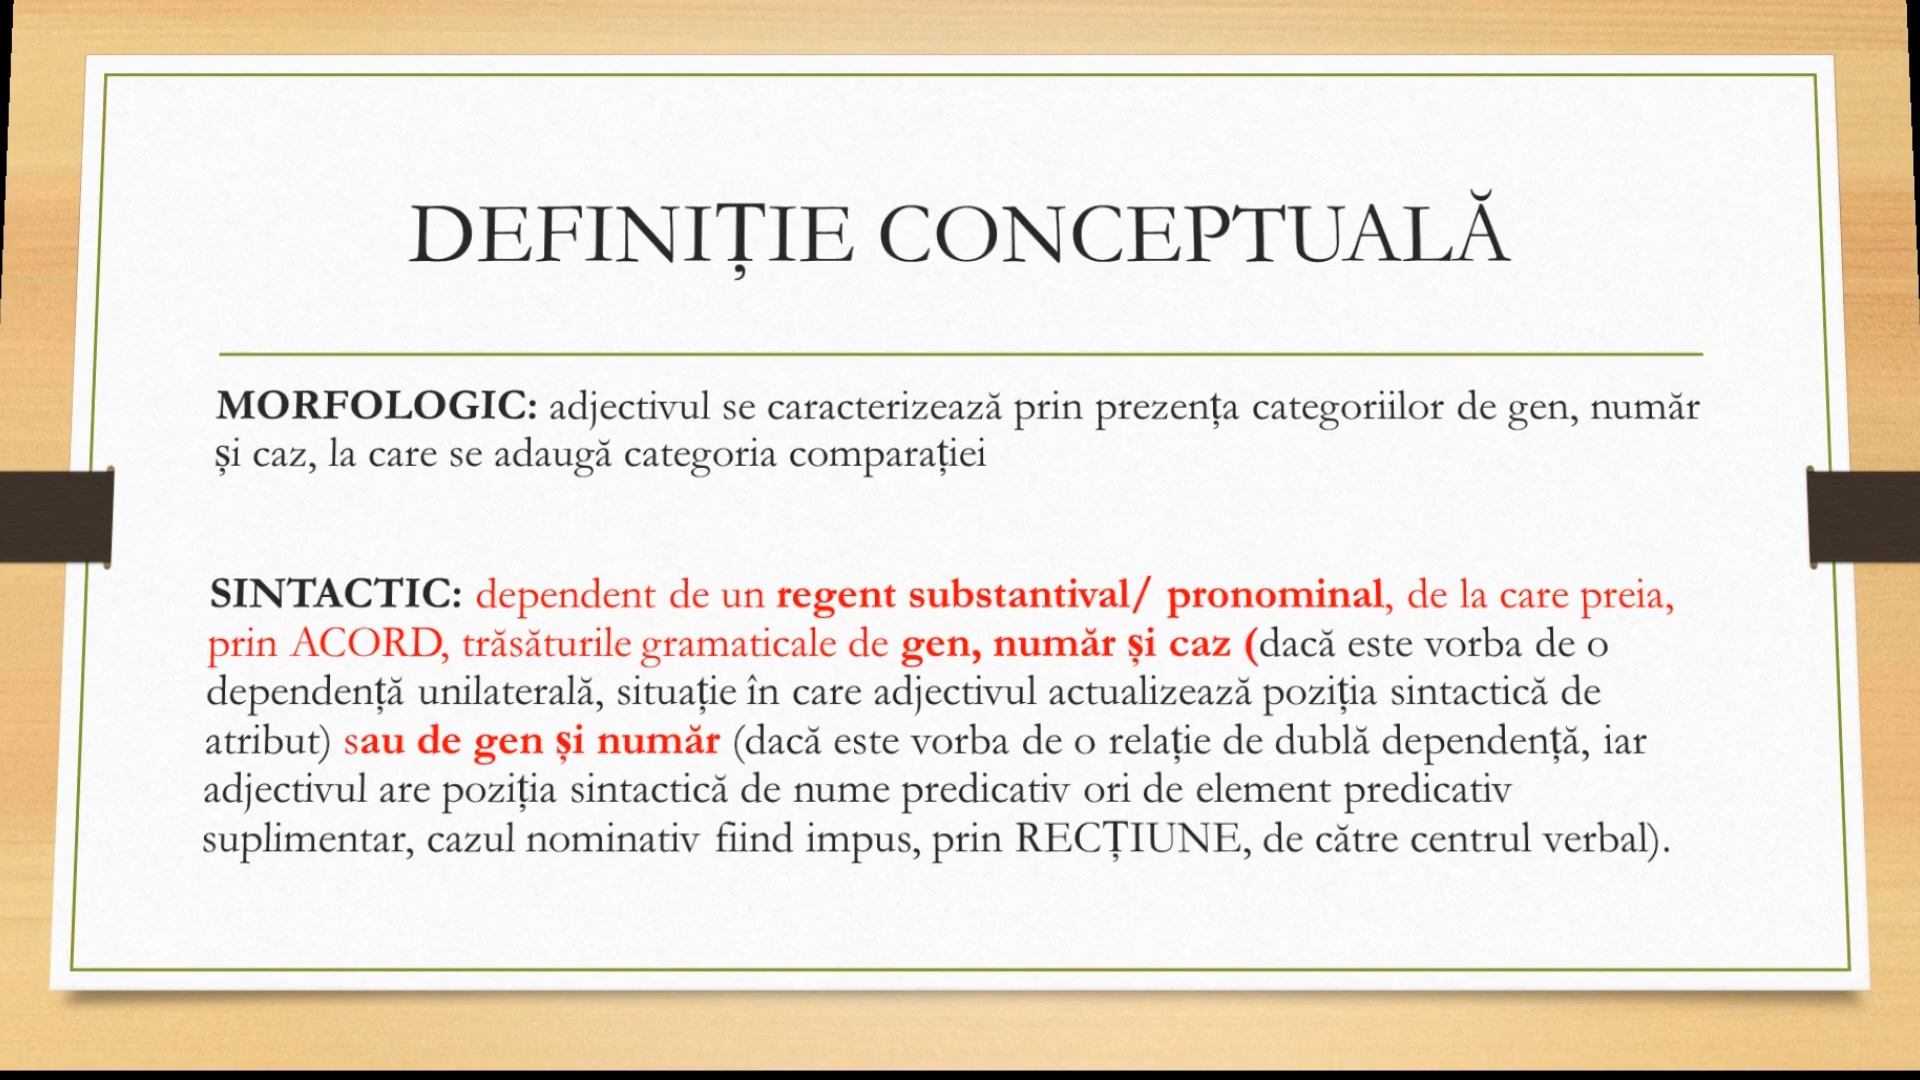 DEFINIȚIE CONCEPTUALĂ
MORFOLOGIC: adjectivul se caracterizează prin prezența categoriilor de gen, număr
și caz, la care se adaugă categoria comparației
SINTACTIC: dependent de un regent substantival/ pronominal, de la care preia,
prin ACORD, trăsăturile gramaticale de gen, număr și caz (dacă este vorba de o
dependență unilaterală, situație în care adjectivul actualizează poziția sintactică de
atribut) sau de gen și număr (dacă este vorba de o relație de dublă dependență, iar
adjectivul are poziția sintactică de nume predicativ ori de element predicativ
suplimentar, cazul nominativ fiind impus, prin RECȚIUNE, de către centrul verbal).